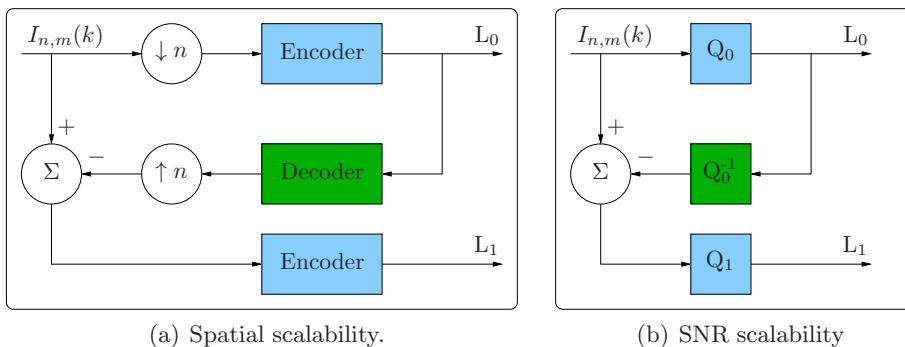 I_{n,m}(k) ↓ n Encoder L_0
+
Σ − ↑ n Decoder
Encoder L_1
(a) Spatial scalability.
I_{n,m}(k) Q_0 L_0
+
Σ − Q_0^{-1}
Q_1 L_1
(b) SNR scalability